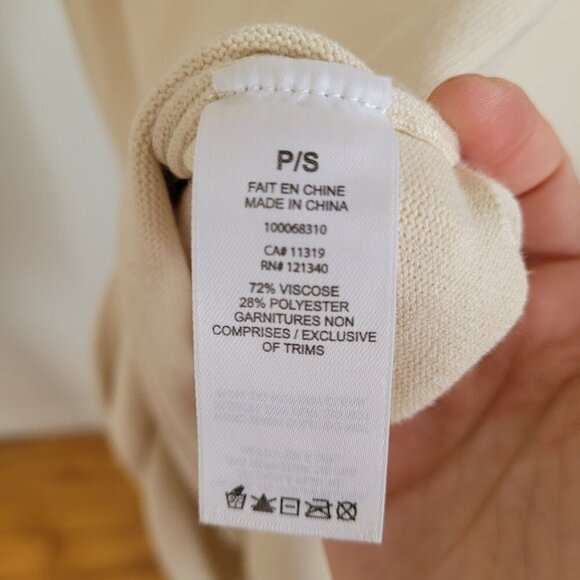 P/S
FAIT EN CHINE
MADE IN CHINA
100068310
CA# 11319
RN# 121340
72% VISCOSE
28% POLYESTER
GARNITURES NON
COMPRISES / EXCLUSIVE
OF TRIMS